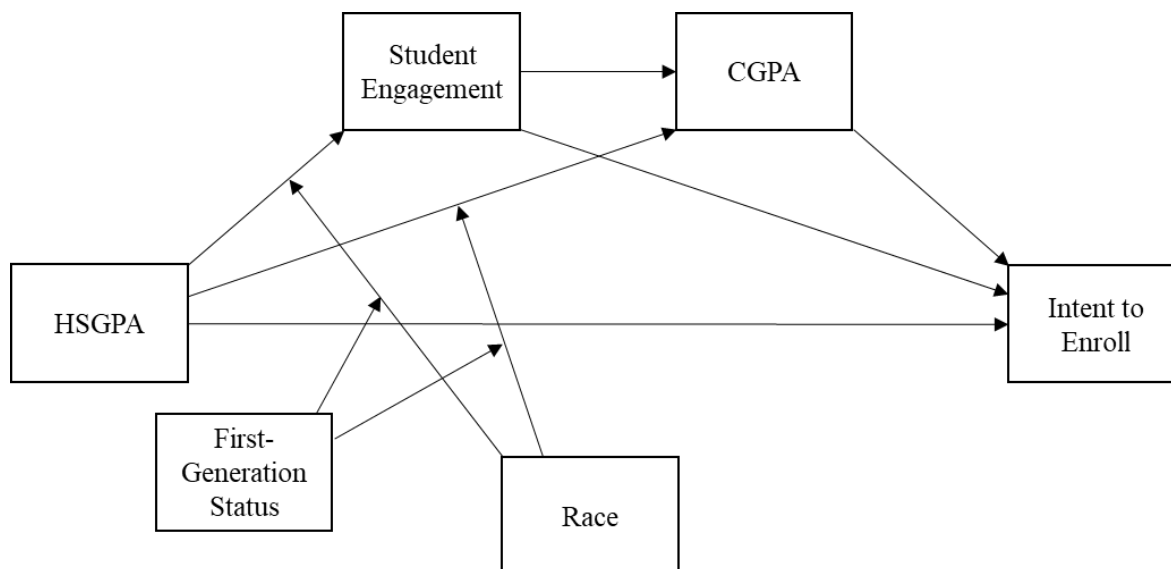 Student
Engagement
CGPA
HSGPA
Intent to
Enroll
First-
Generation
Status
Race